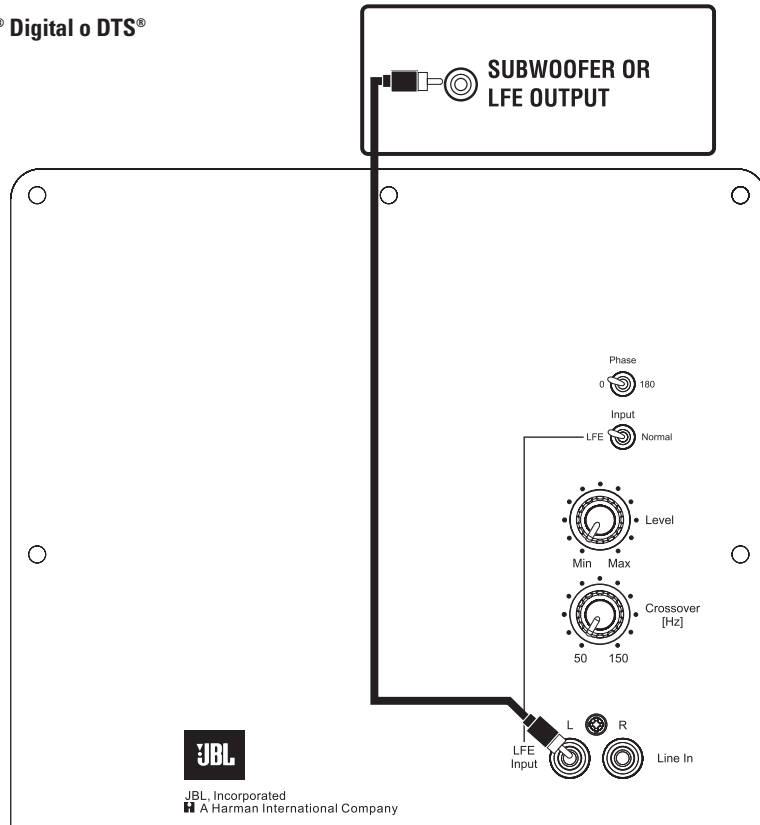 ® Digital o DTS®
SUBWOOFER OR
LFE OUTPUT
Phase
0 180
Input
LFE Normal
Level
Min Max
Crossover
[Hz]
50 150
L R
LFE
Input
Line In
JBL
JBL, Incorporated
H A Harman International Company